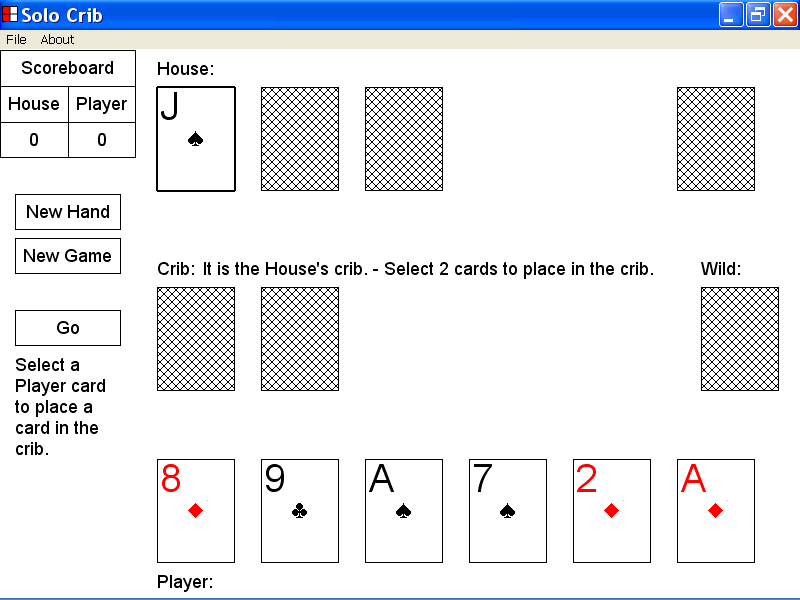 Solo Crib
File About
Scoreboard
House Player
0 0
New Hand
New Game
Go
Select a
Player card
to place a
card in the
crib.
House:
J
Crib: It is the House's crib. - Select 2 cards to place in the crib.
Wild:
8 9 A 7 2 A
Player: